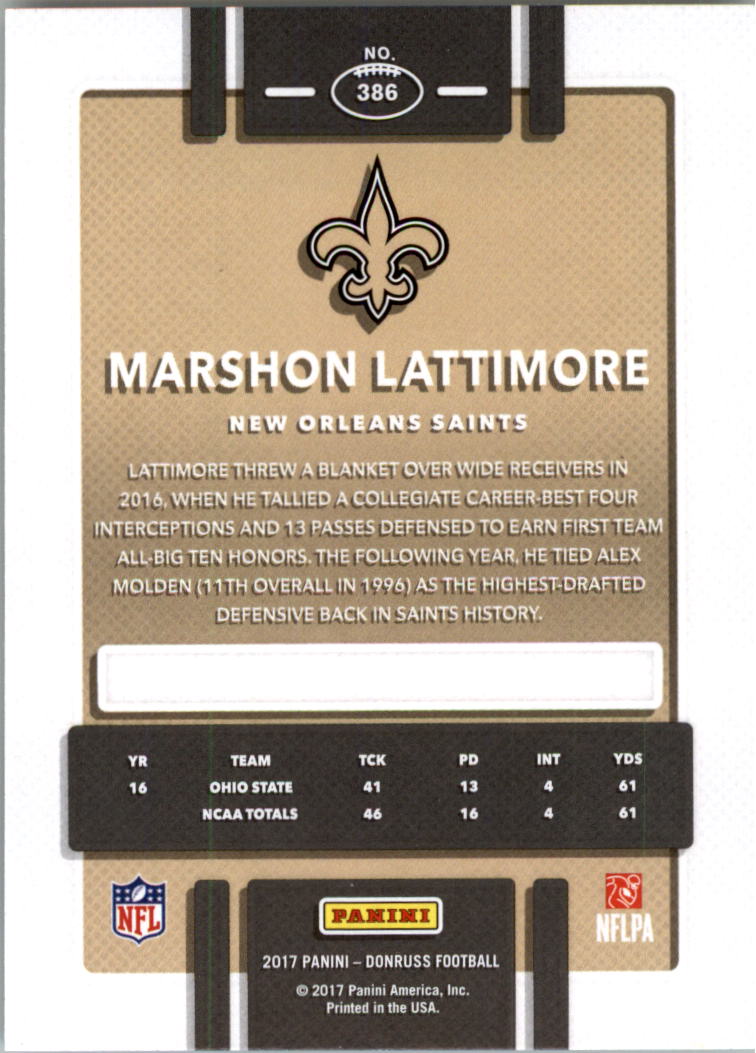 NO.
386
MARSHON LATTIMORE
NEW ORLEANS SAINTS
LATTIMORE THREW A BLANKET OVER WIDE RECEIVERS IN
2016, WHEN HE TALLIED A COLLEGIATE CAREER-BEST FOUR
INTERCEPTIONS AND 13 PASSES DEFENSED TO EARN FIRST TEAM
ALL-BIG TEN HONORS. THE FOLLOWING YEAR, HE TIED ALEX
MOLDEN (11TH OVERALL IN 1996) AS THE HIGHEST-DRAFTED
DEFENSIVE BACK IN SAINTS HISTORY.
YR TEAM TCK PD INT YDS
16 OHIO STATE 41 13 4 61
NCAA TOTALS 46 16 4 61
NFL
PANINI
NFLPA
2017 PANINI – DONRUSS FOOTBALL
© 2017 Panini America, Inc.
Printed in the USA.